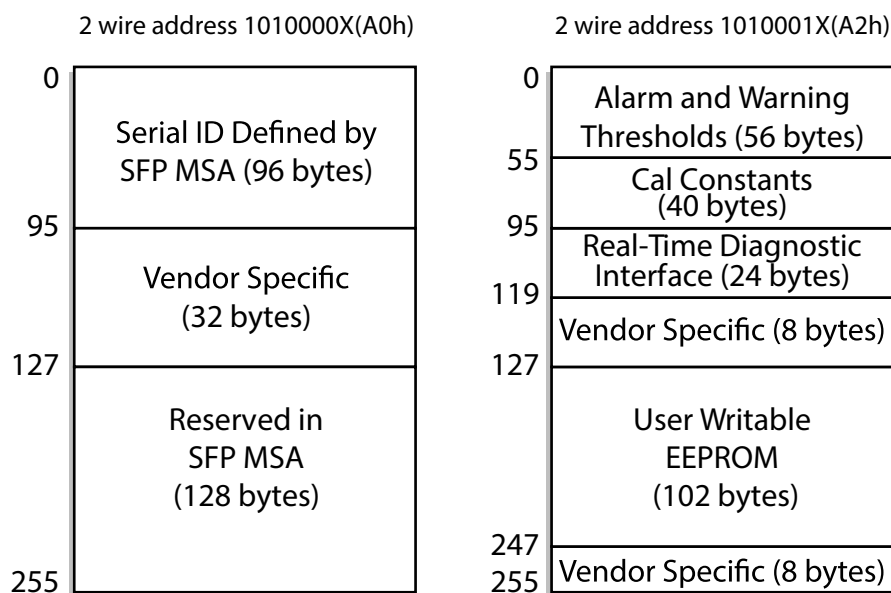 2 wire address 1010000X(A0h)
0
Serial ID Defined by
SFP MSA (96 bytes)
95
Vendor Specific
(32 bytes)
127
Reserved in
SFP MSA
(128 bytes)
255
2 wire address 1010001X(A2h)
0
Alarm and Warning
Thresholds (56 bytes)
55
Cal Constants
(40 bytes)
95
Real-Time Diagnostic
Interface (24 bytes)
119
Vendor Specific (8 bytes)
127
User Writable
EEPROM
(102 bytes)
247
Vendor Specific (8 bytes)
255